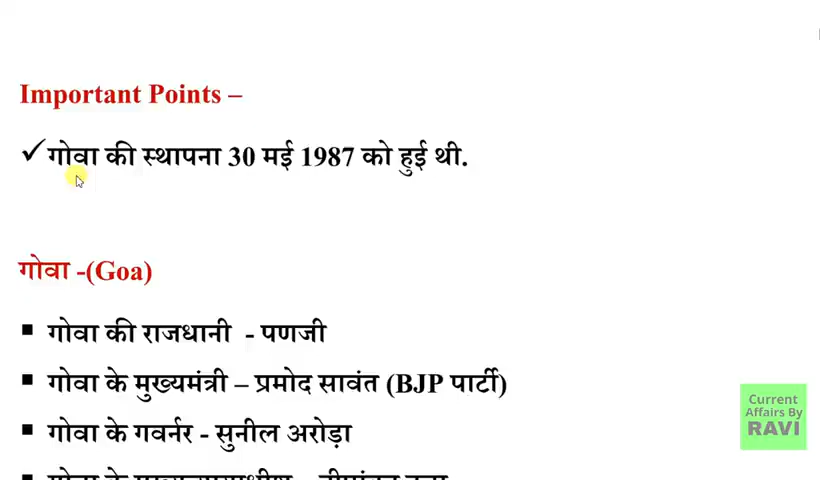 Important Points –
✓ गोवा की स्थापना 30 मई 1987 को हुई थी.
गोवा -(Goa)
▪ गोवा की राजधानी - पणजी
▪ गोवा के मुख्यमंत्री – प्रमोद सावंत (BJP पार्टी)
▪ गोवा के गवर्नर - सुनील अरोड़ा
Current
Affairs By
RAVI